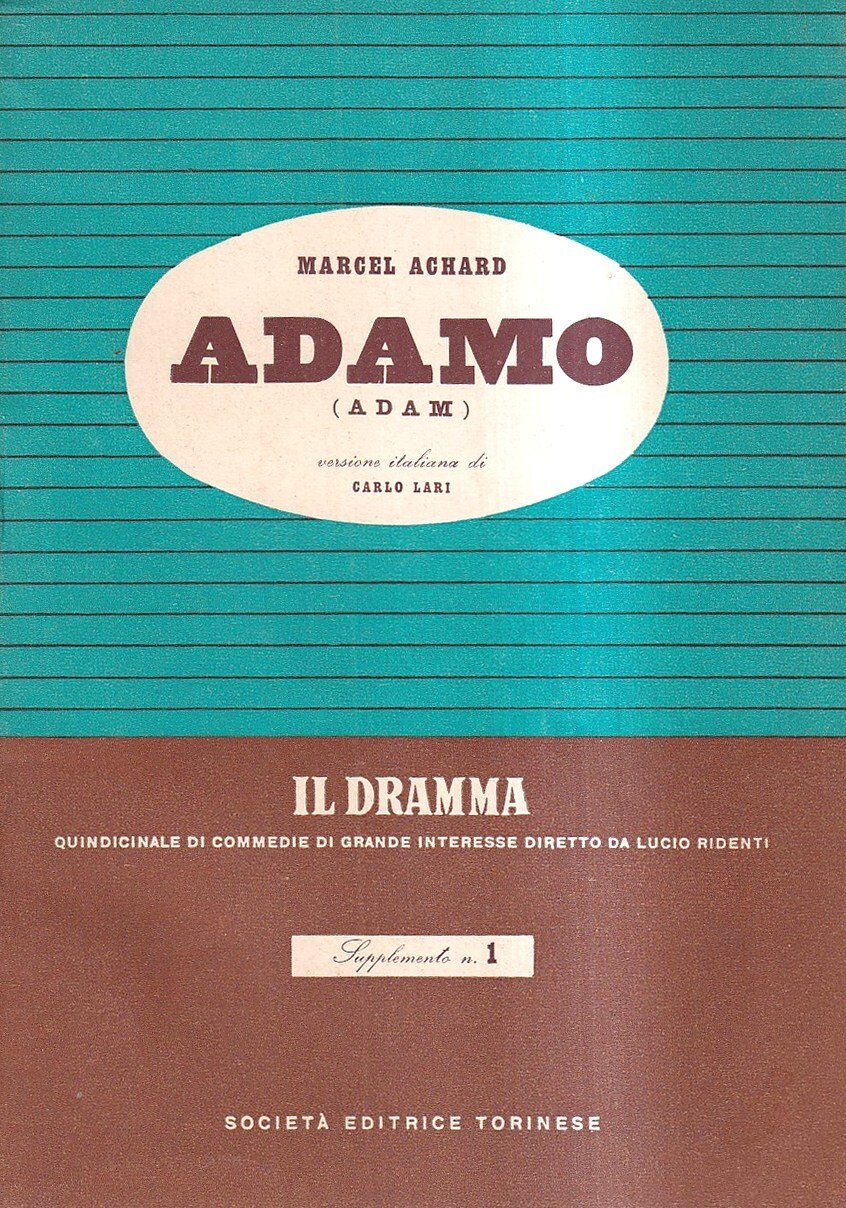 MARCEL ACHARD
ADAMO
(ADAM)
versione italiana di
CARLO LARI
IL DRAMMA
QUINDICINALE DI COMMEDIE DI GRANDE INTERESSE DIRETTO DA LUCIO RIDENTI
Supplemento n. 1
SOCIETÀ EDITRICE TORINESE